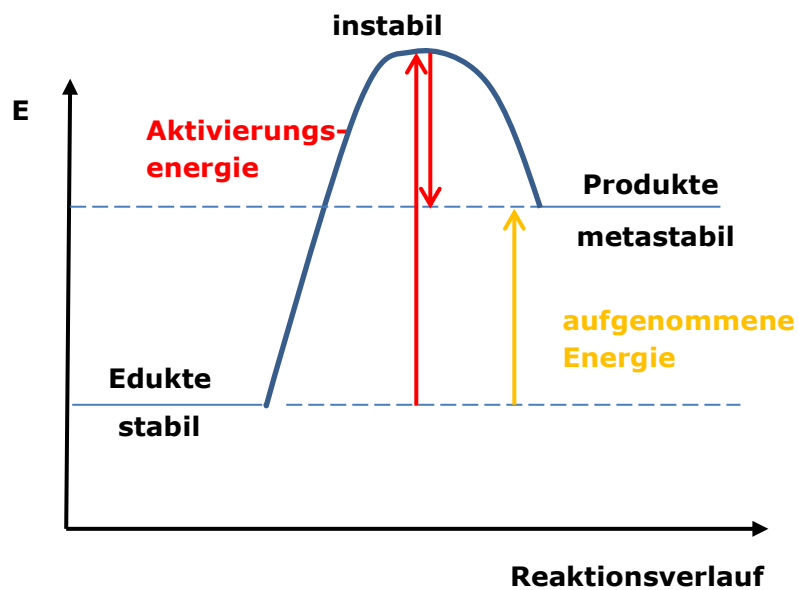 instabil
E
Aktivierungs-
energie
Produkte
metastabil
aufgenommene
Energie
Edukte
stabil
Reaktionsverlauf